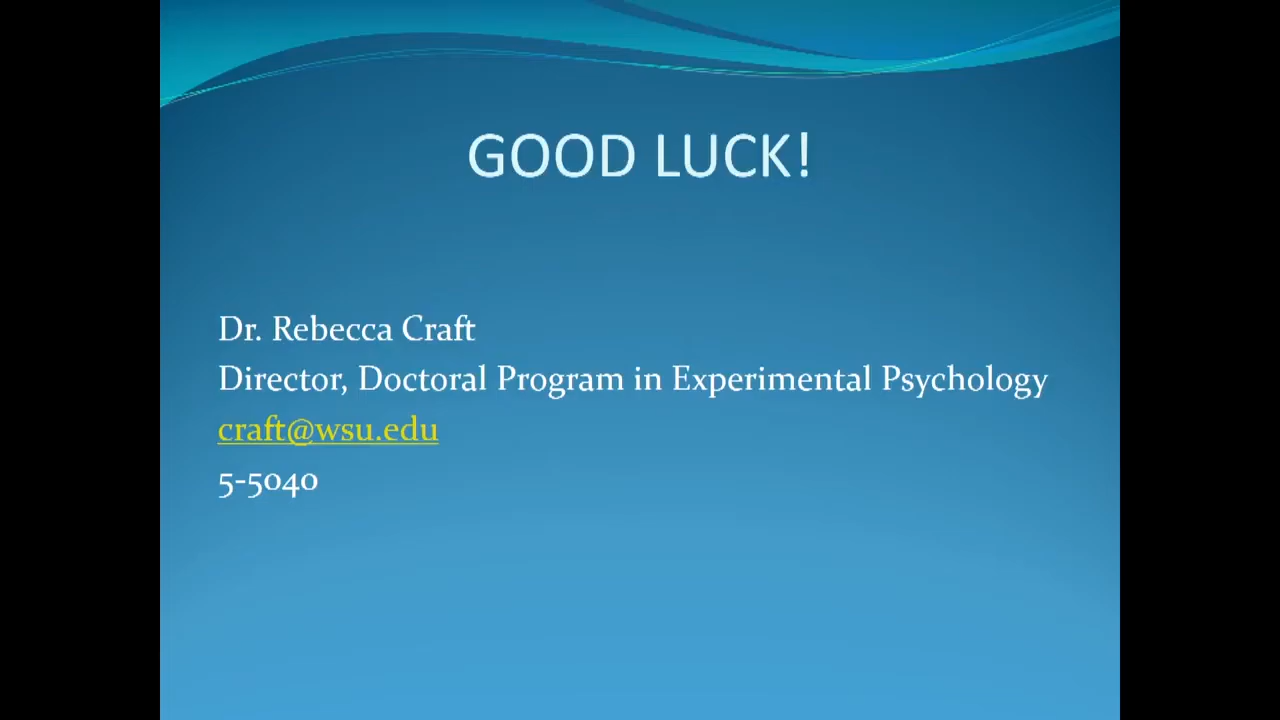 GOOD LUCK!
Dr. Rebecca Craft
Director, Doctoral Program in Experimental Psychology
craft@wsu.edu
5-5040